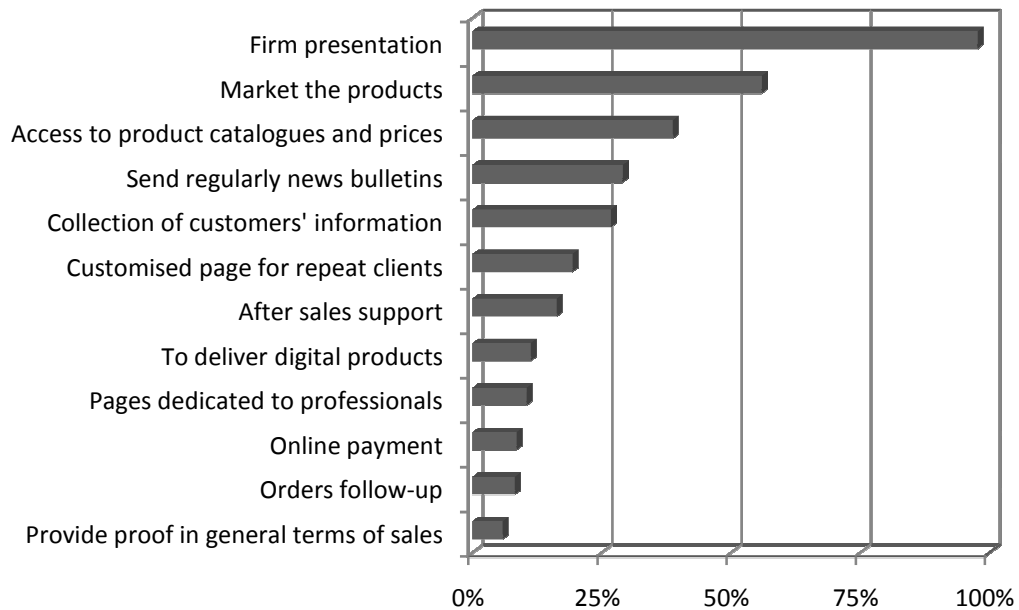 Firm presentation
Market the products
Access to product catalogues and prices
Send regularly news bulletins
Collection of customers' information
Customised page for repeat clients
After sales support
To deliver digital products
Pages dedicated to professionals
Online payment
Orders follow-up
Provide proof in general terms of sales
0% 25% 50% 75% 100%